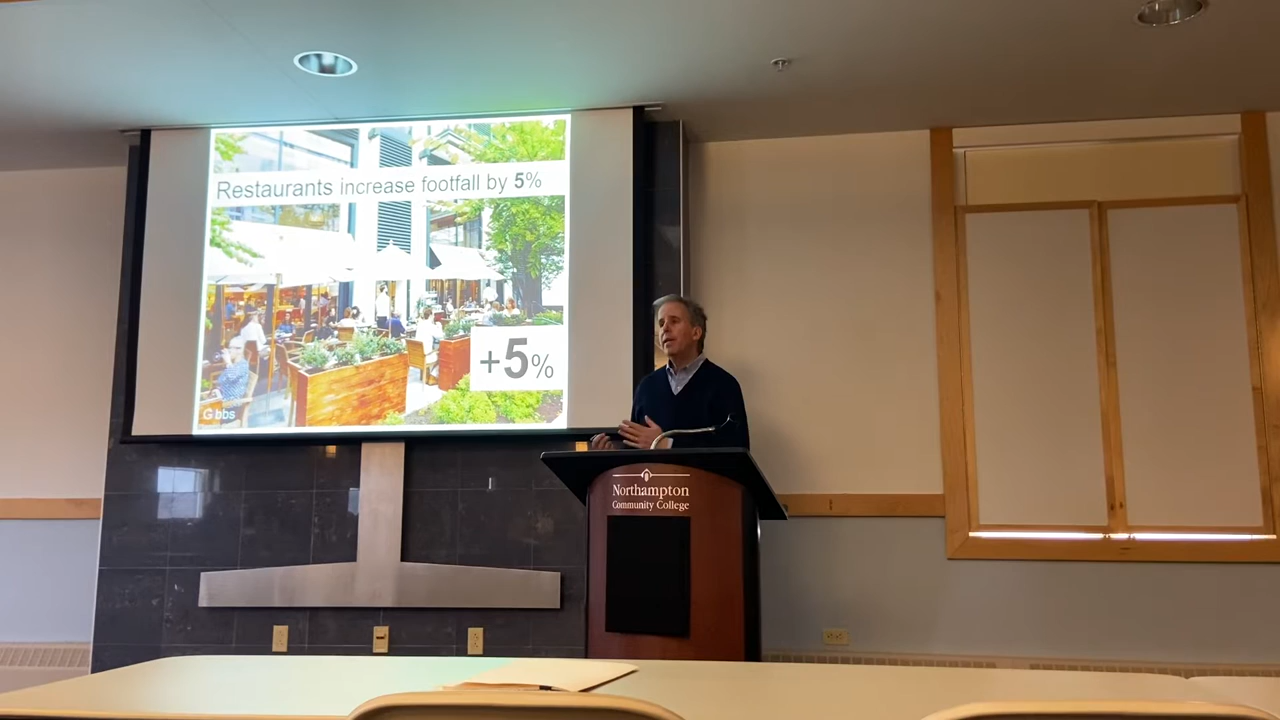 Restaurants increase footfall by 5%
+5%
Gibbs
Northampton
Community College